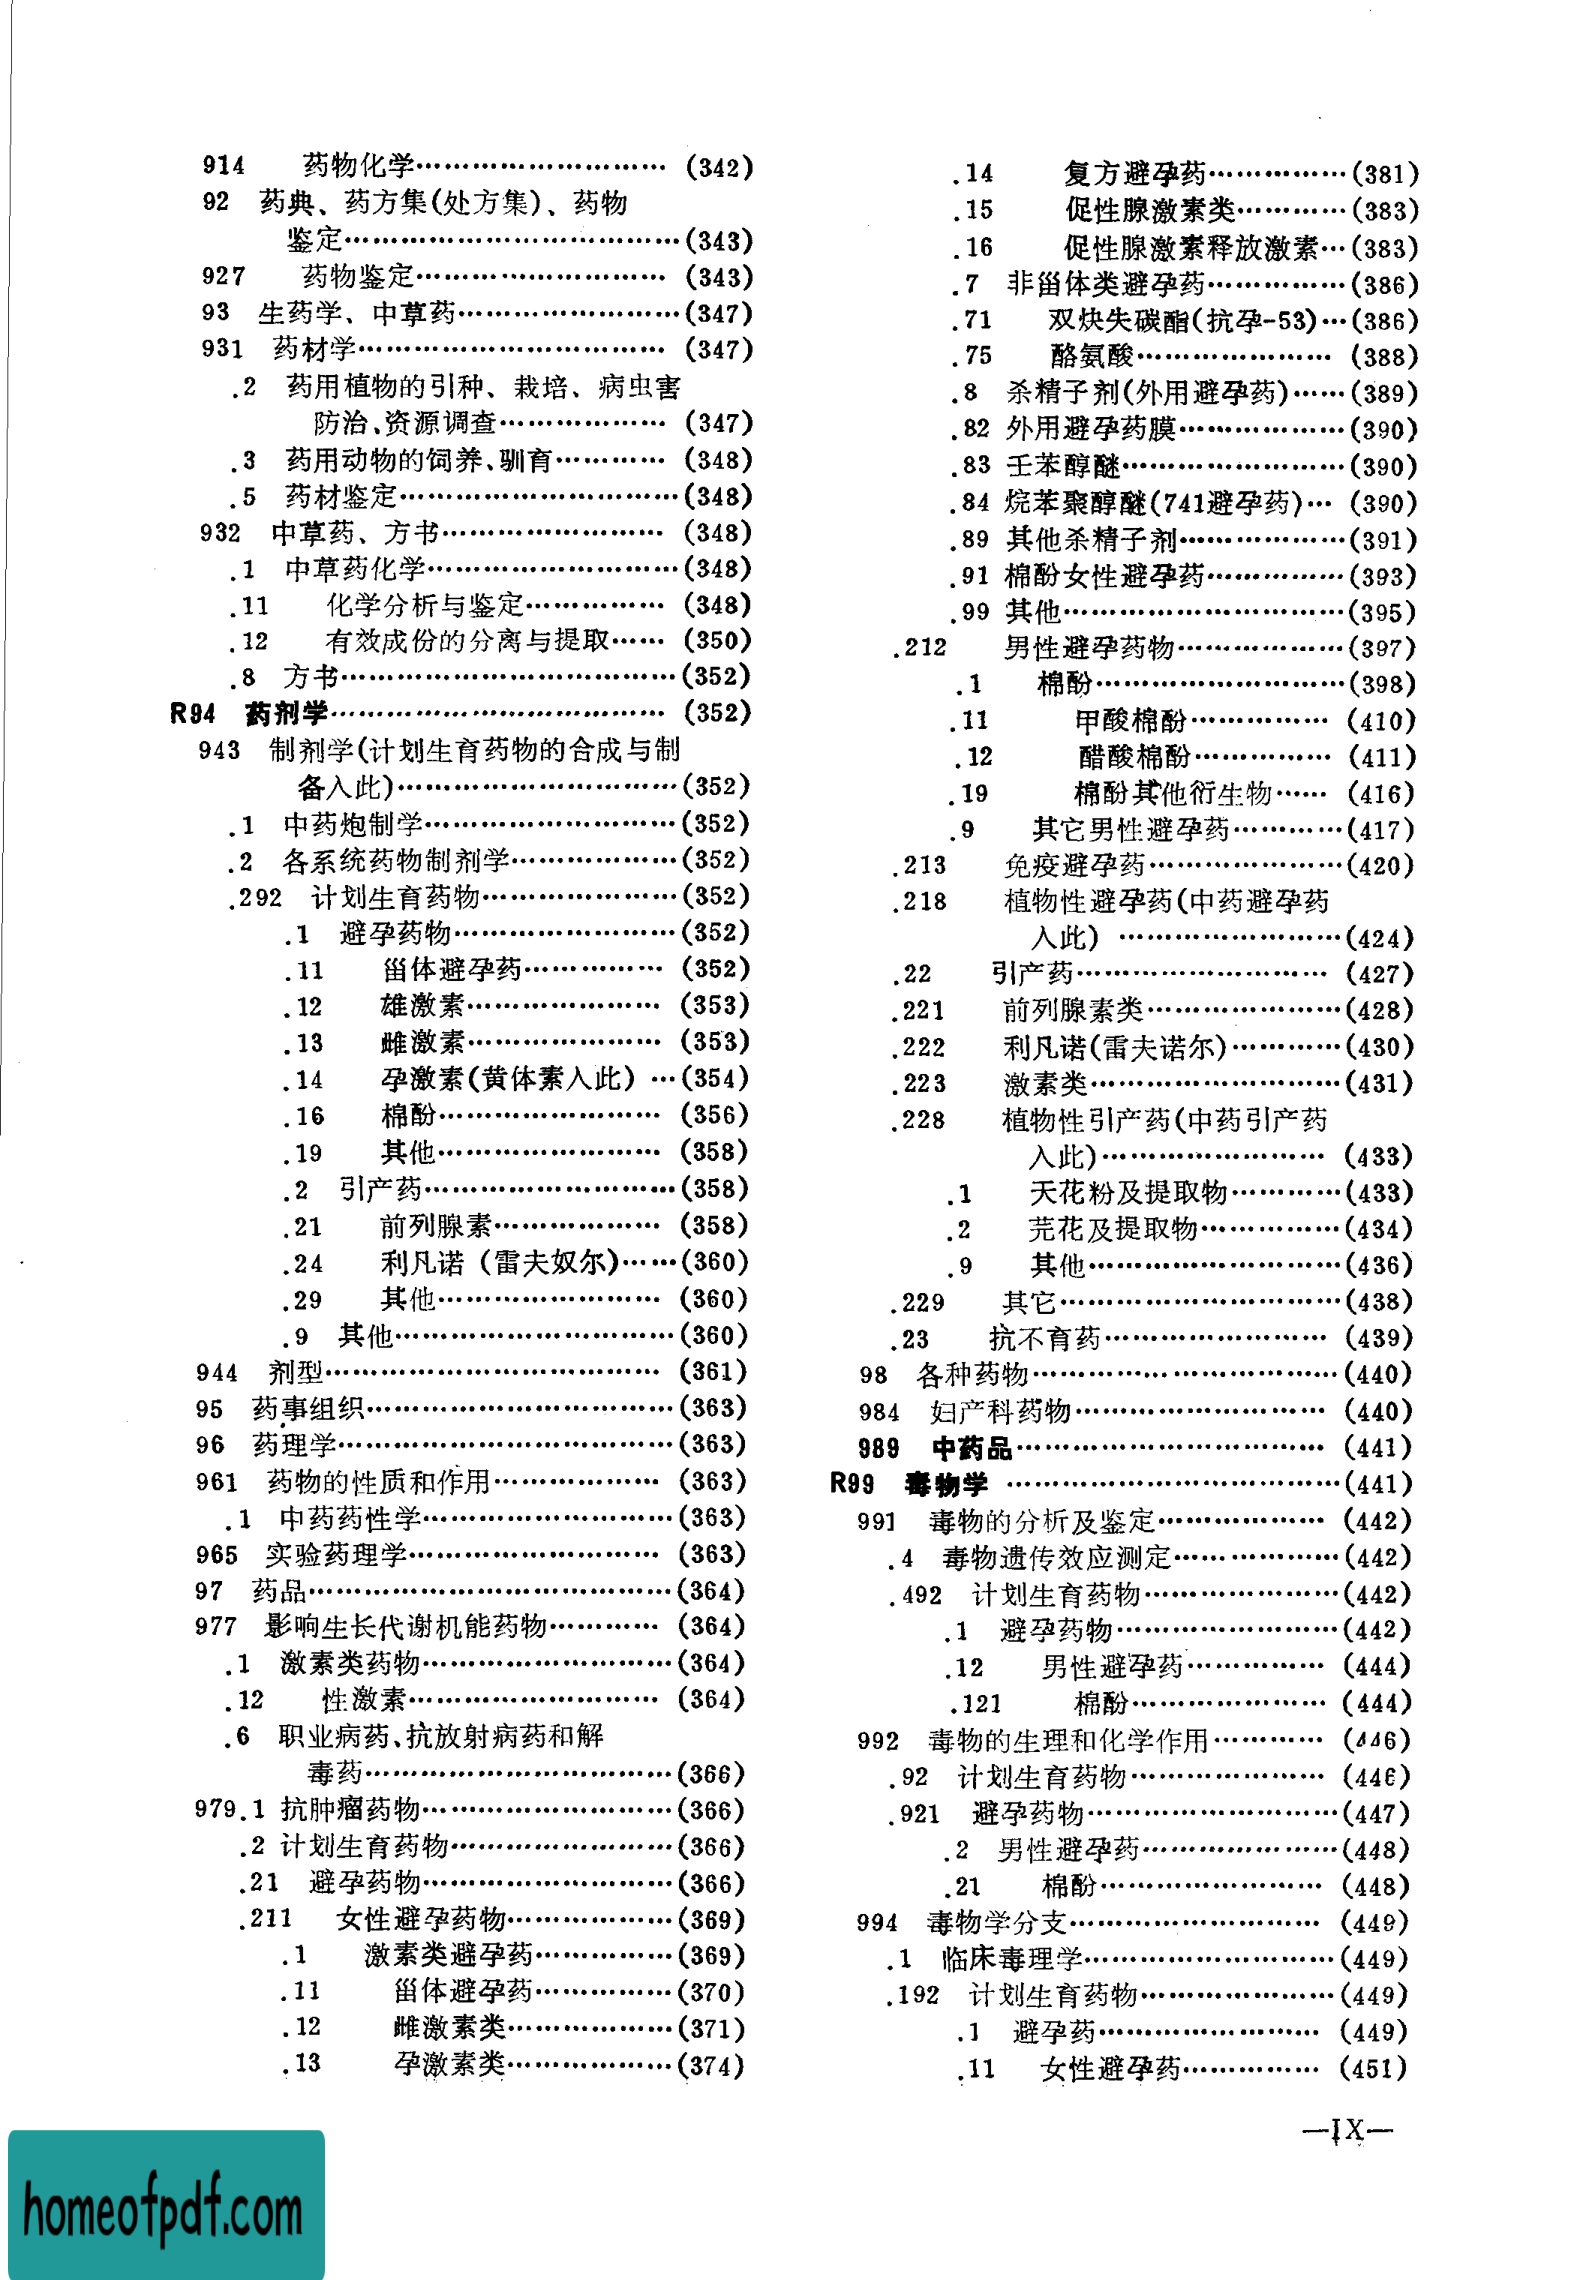 914 药物化学………………………(342)
92 药典、药方集(处方集)、药物
鉴定………………………………(343)
927 药物鉴定………………………(343)
93 生药学、中草药……………………(347)
931 药材学……………………………(347)
.2 药用植物的引种、栽培、病虫害
防治、资源调查………………(347)
.3 药用动物的饲养、驯育…………(348)
.5 药材鉴定…………………………(348)
932 中草药、方书……………………(348)
.1 中草药化学………………………(348)
.11 化学分析与鉴定……………(348)
.12 有效成份的分离与提取……(350)
.8 方书………………………………(352)
R94 药剂学………………………………(352)
943 制剂学(计划生育药物的合成与制
备入此)…………………………(352)
.1 中药炮制学………………………(352)
.2 各系统药物制剂学………………(352)
.292 计划生育药物…………………(352)
.1 避孕药物……………………(352)
.11 甾体避孕药……………(352)
.12 雄激素…………………(353)
.13 雌激素…………………(353)
.14 孕激素(黄体素入此)…(354)
.16 棉酚……………………(356)
.19 其他……………………(358)
.2 引产药………………………(358)
.21 前列腺素………………(358)
.24 利凡诺(雷夫奴尔)……(360)
.29 其他……………………(360)
.9 其他…………………………(360)
944 剂型………………………………(361)
95 药事组织……………………………(363)
96 药理学………………………………(363)
961 药物的性质和作用………………(363)
.1 中药药性学………………………(363)
965 实验药理学………………………(363)
97 药品…………………………………(364)
977 影响生长代谢机能药物…………(364)
.1 激素类药物………………………(364)
.12 性激素………………………(364)
.6 职业病药、抗放射病药和解
毒药……………………………(366)
979.1 抗肿瘤药物………………………(366)
.2 计划生育药物……………………(366)
.21 避孕药物………………………(366)
.211 女性避孕药物………………(369)
.1 激素类避孕药……………(369)
.11 甾体避孕药……………(370)
.12 雌激素类………………(371)
.13 孕激素类………………(374)
.14 复方避孕药……………(381)
.15 促性腺激素类…………(383)
.16 促性腺激素释放激素…(383)
.7 非甾体类避孕药……………(386)
.71 双炔失碳酯(抗孕-53)…(386)
.75 酪氨酸…………………(388)
.8 杀精子剂(外用避孕药)……(389)
.82 外用避孕药膜………………(390)
.83 壬苯醇醚……………………(390)
.84 烷苯聚醇醚(741避孕药)…(390)
.89 其他杀精子剂………………(391)
.91 棉酚女性避孕药……………(393)
.99 其他…………………………(395)
.212 男性避孕药物………………(397)
.1 棉酚………………………(398)
.11 甲酸棉酚……………(410)
.12 醋酸棉酚……………(411)
.19 棉酚其他衍生物……(416)
.9 其它男性避孕药…………(417)
.213 免疫避孕药…………………(420)
.218 植物性避孕药(中药避孕药
入此)……………………(424)
.22 引产药………………………(427)
.221 前列腺素类…………………(428)
.222 利凡诺(雷夫诺尔)…………(430)
.223 激素类………………………(431)
.228 植物性引产药(中药引产药
入此)……………………(433)
.1 天花粉及提取物…………(433)
.2 芫花及提取物……………(434)
.9 其他………………………(436)
.229 其它…………………………(438)
.23 抗不育药……………………(439)
98 各种药物……………………………(440)
984 妇产科药物………………………(440)
989 中药品……………………………(441)
R99 毒物学………………………………(441)
991 毒物的分析及鉴定………………(442)
.4 毒物遗传效应测定………………(442)
.492 计划生育药物…………………(442)
.1 避孕药物……………………(442)
.12 男性避孕药……………(444)
.121 棉酚…………………(444)
992 毒物的生理和化学作用…………(446)
.92 计划生育药物…………………(446)
.921 避孕药物………………………(447)
.2 男性避孕药…………………(448)
.21 棉酚……………………(448)
994 毒物学分支………………………(449)
.1 临床毒理学………………………(449)
.192 计划生育药物…………………(449)
.1 避孕药……………………(449)
.11 女性避孕药……………(451)
—IX—
homeofpdf.com